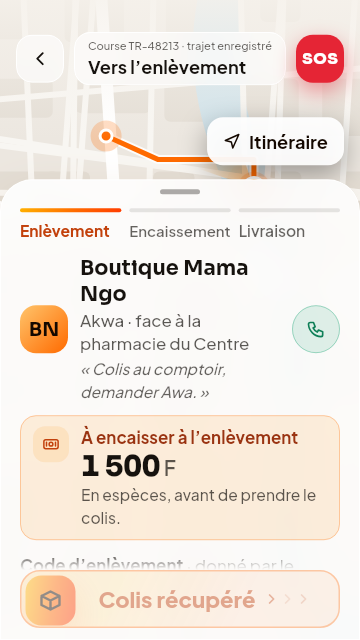 Course TR-48213 · trajet enregistré
Vers l'enlèvement
SOS
Itinéraire
Enlèvement
Encaissement
Livraison
Boutique Mama
Ngo
BN
Akwa · face à la
pharmacie du Centre
« Colis au comptoir,
demander Awa. »
À encaisser à l'enlèvement
1 500 F
En espèces, avant de prendre le
colis.
Code d'enlèvement · donné par le
Colis récupéré